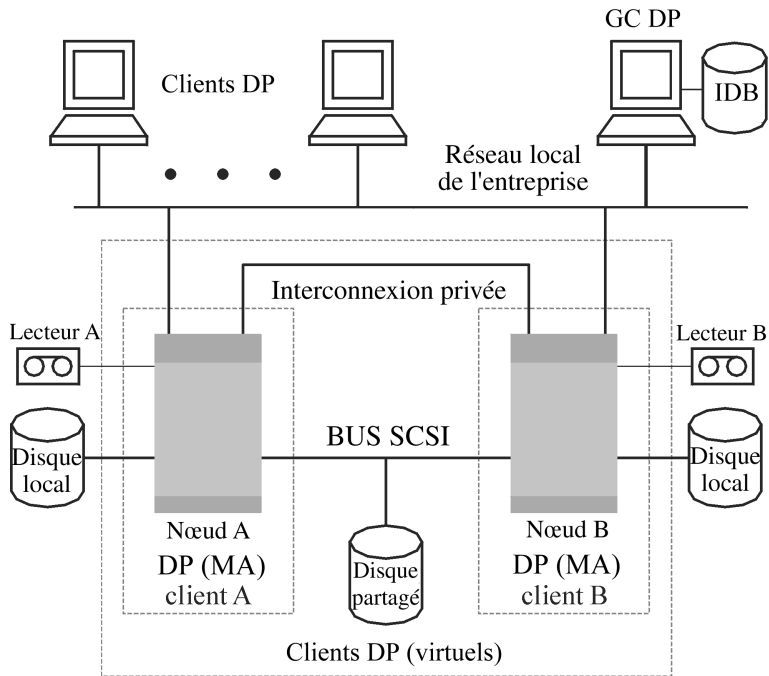 GC DP
Clients DP
IDB
Réseau local
de l'entreprise
Interconnexion privée
Lecteur A
Lecteur B
BUS SCSI
Disque
local
Disque
local
Nœud A
DP (MA)
client A
Disque
partagé
Nœud B
DP (MA)
client B
Clients DP (virtuels)